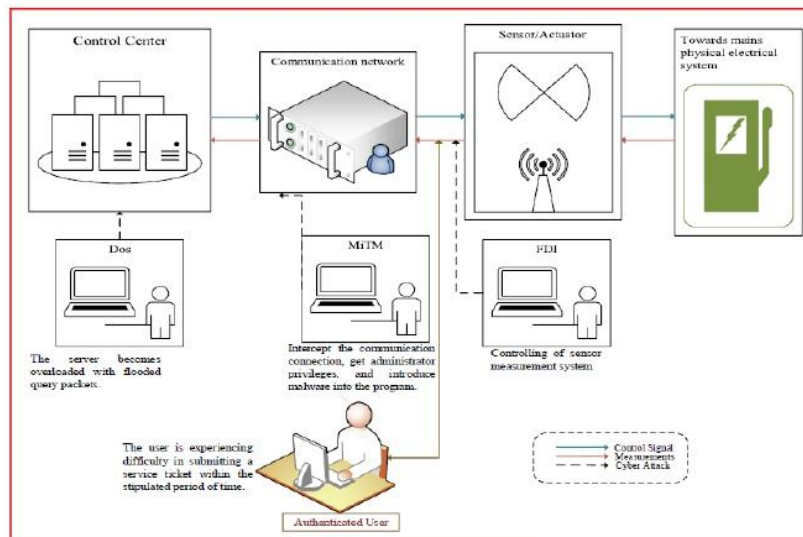 Control Center
Communication network
Sensor/Actuator
Towards mains
physical electrical
system
Dos
The server becomes
overloaded with flooded
query packets.
MiTM
Intercept the communication
connection, get administrator
privileges, and introduce
malware into the program.
FDI
Controlling of sensor
measurement system
The user is experiencing
difficulty in submitting a
service ticket within the
stipulated period of time.
Authenticated User
Control Signal
Measurements
Cyber Attack